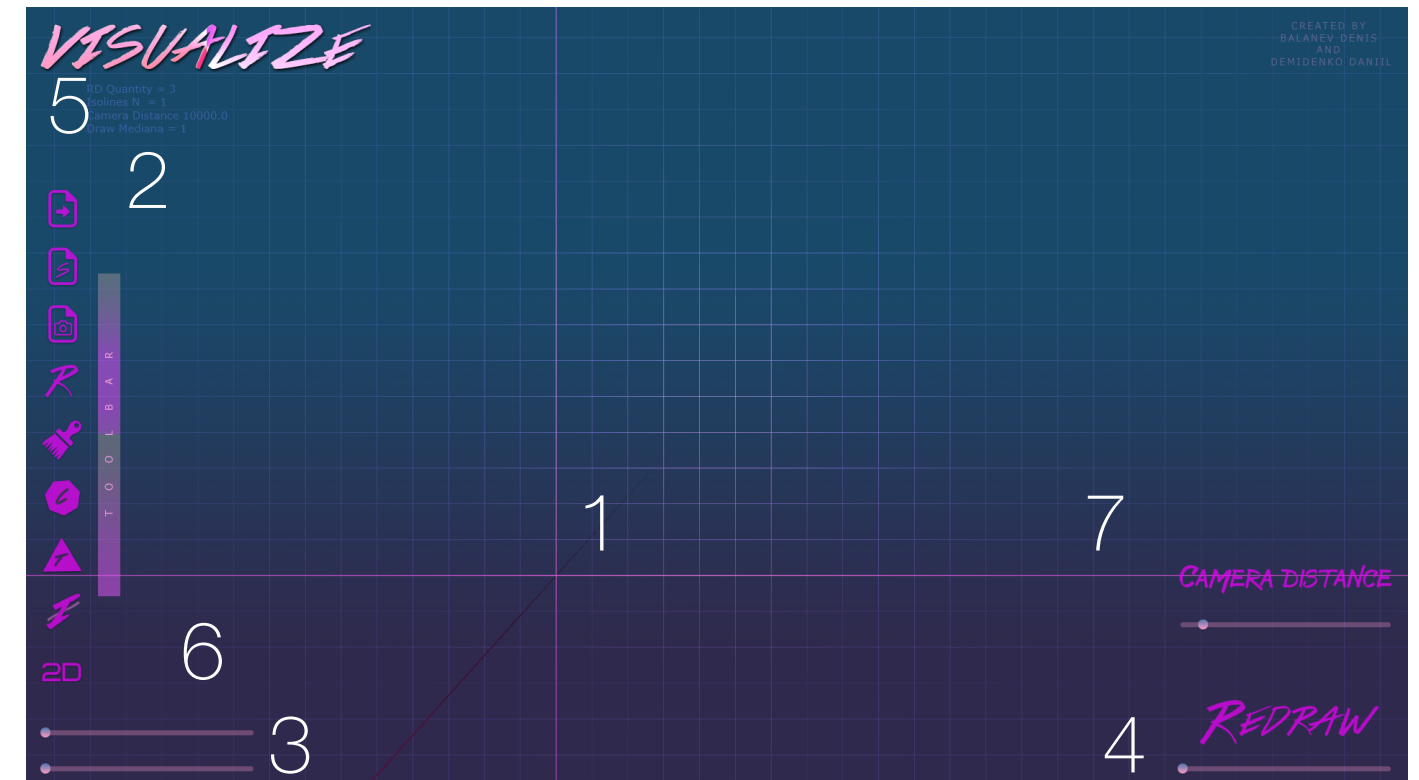 VISUALIZE
CREATED BY
BALANEV DENIS
AND
DEMIDENKO DANIIL
5
RD Quantity = 3
Isolines N = 1
Camera Distance 10000.0
Draw Mediana = 1
2
S
R
C
T
I
TOOLBAR
1
7
CAMERA DISTANCE
6
2D
3
4
REDRAW